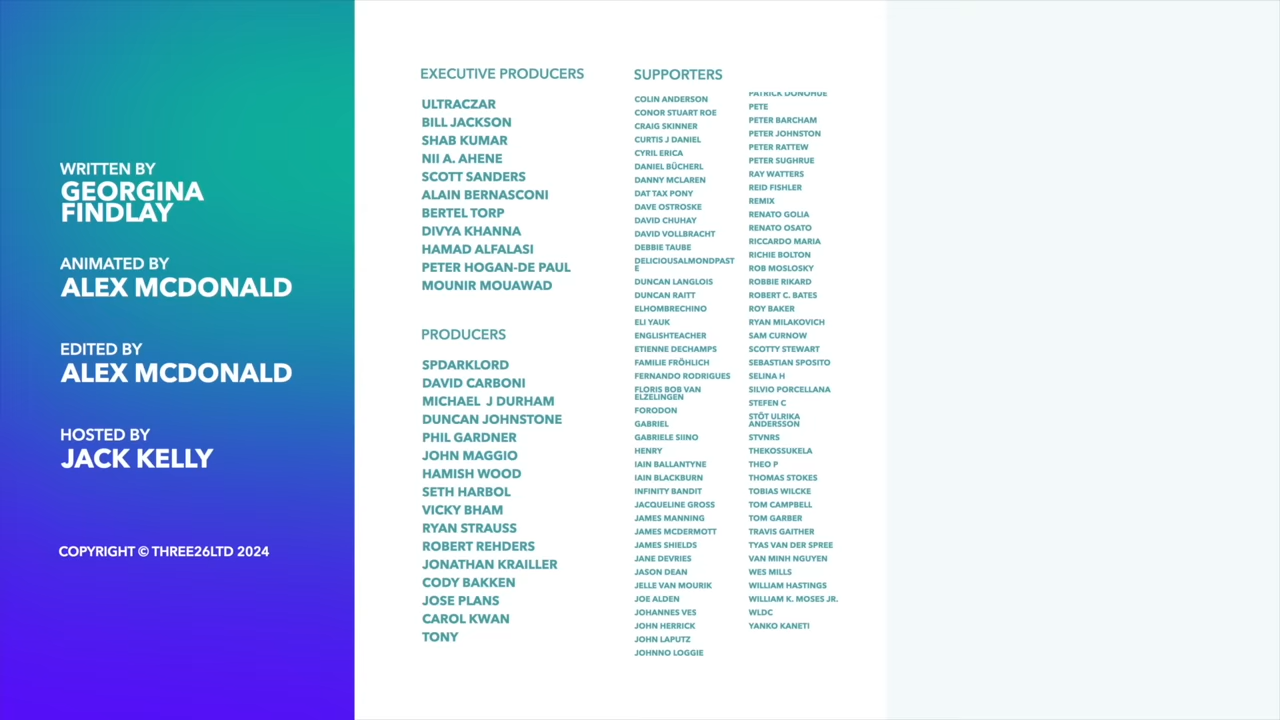 WRITTEN BY
GEORGINA
FINDLAY
ANIMATED BY
ALEX MCDONALD
EDITED BY
ALEX MCDONALD
HOSTED BY
JACK KELLY
COPYRIGHT © THREE26LTD 2024
EXECUTIVE PRODUCERS
ULTRACZAR
BILL JACKSON
SHAB KUMAR
NII A. AHENE
SCOTT SANDERS
ALAIN BERNASCONI
BERTEL TORP
DIVYA KHANNA
HAMAD ALFALASI
PETER HOGAN-DE PAUL
MOUNIR MOUAWAD
PRODUCERS
SPDARKLORD
DAVID CARBONI
MICHAEL J DURHAM
DUNCAN JOHNSTONE
PHIL GARDNER
JOHN MAGGIO
HAMISH WOOD
SETH HARBOL
VICKY BHAM
RYAN STRAUSS
ROBERT REHDERS
JONATHAN KRAILLER
CODY BAKKEN
JOSE PLANS
CAROL KWAN
TONY
SUPPORTERS
COLIN ANDERSON
CONOR STUART ROE
CRAIG SKINNER
CURTIS J DANIEL
CYRIL ERICA
DANIEL BÜCHERL
DANNY MCLAREN
DAT TAX PONY
DAVE OSTROSKE
DAVID CHUHAY
DAVID VOLLBRACHT
DEBBIE TAUBE
DELICIOUSALMONDPAST
E
DUNCAN LANGLOIS
DUNCAN RAITT
ELHOMBRECHINO
ELI YAUK
ENGLISHTEACHER
ETIENNE DECHAMPS
FAMILIE FRÖHLICH
FERNANDO RODRIGUES
FLORIS BOB VAN
ELZELINGEN
FORODON
GABRIEL
GABRIELE SIINO
HENRY
IAIN BALLANTYNE
IAIN BLACKBURN
INFINITY BANDIT
JACQUELINE GROSS
JAMES MANNING
JAMES MCDERMOTT
JAMES SHIELDS
JANE DEVRIES
JASON DEAN
JELLE VAN MOURIK
JOE ALDEN
JOHANNES VES
JOHN HERRICK
JOHN LAPUTZ
JOHNNO LOGGIE
PATRICK DONOHUE
PETE
PETER BARCHAM
PETER JOHNSTON
PETER RATTEW
PETER SUGHRUE
RAY WATTERS
REID FISHLER
REMIX
RENATO GOLIA
RENATO OSATO
RICCARDO MARIA
RICHIE BOLTON
ROB MOSLOSKY
ROBBIE RIKARD
ROBERT C. BATES
ROY BAKER
RYAN MILAKOVICH
SAM CURNOW
SCOTTY STEWART
SEBASTIAN SPOSITO
SELINA H
SILVIO PORCELLANA
STEFEN C
STÖT ULRIKA
ANDERSSON
STVNRS
THEKOSSUKELA
THEO P
THOMAS STOKES
TOBIAS WILCKE
TOM CAMPBELL
TOM GARBER
TRAVIS GAITHER
TYAS VAN DER SPREE
VAN MINH NGUYEN
WES MILLS
WILLIAM HASTINGS
WILLIAM K. MOSES JR.
WLDC
YANKO KANETI